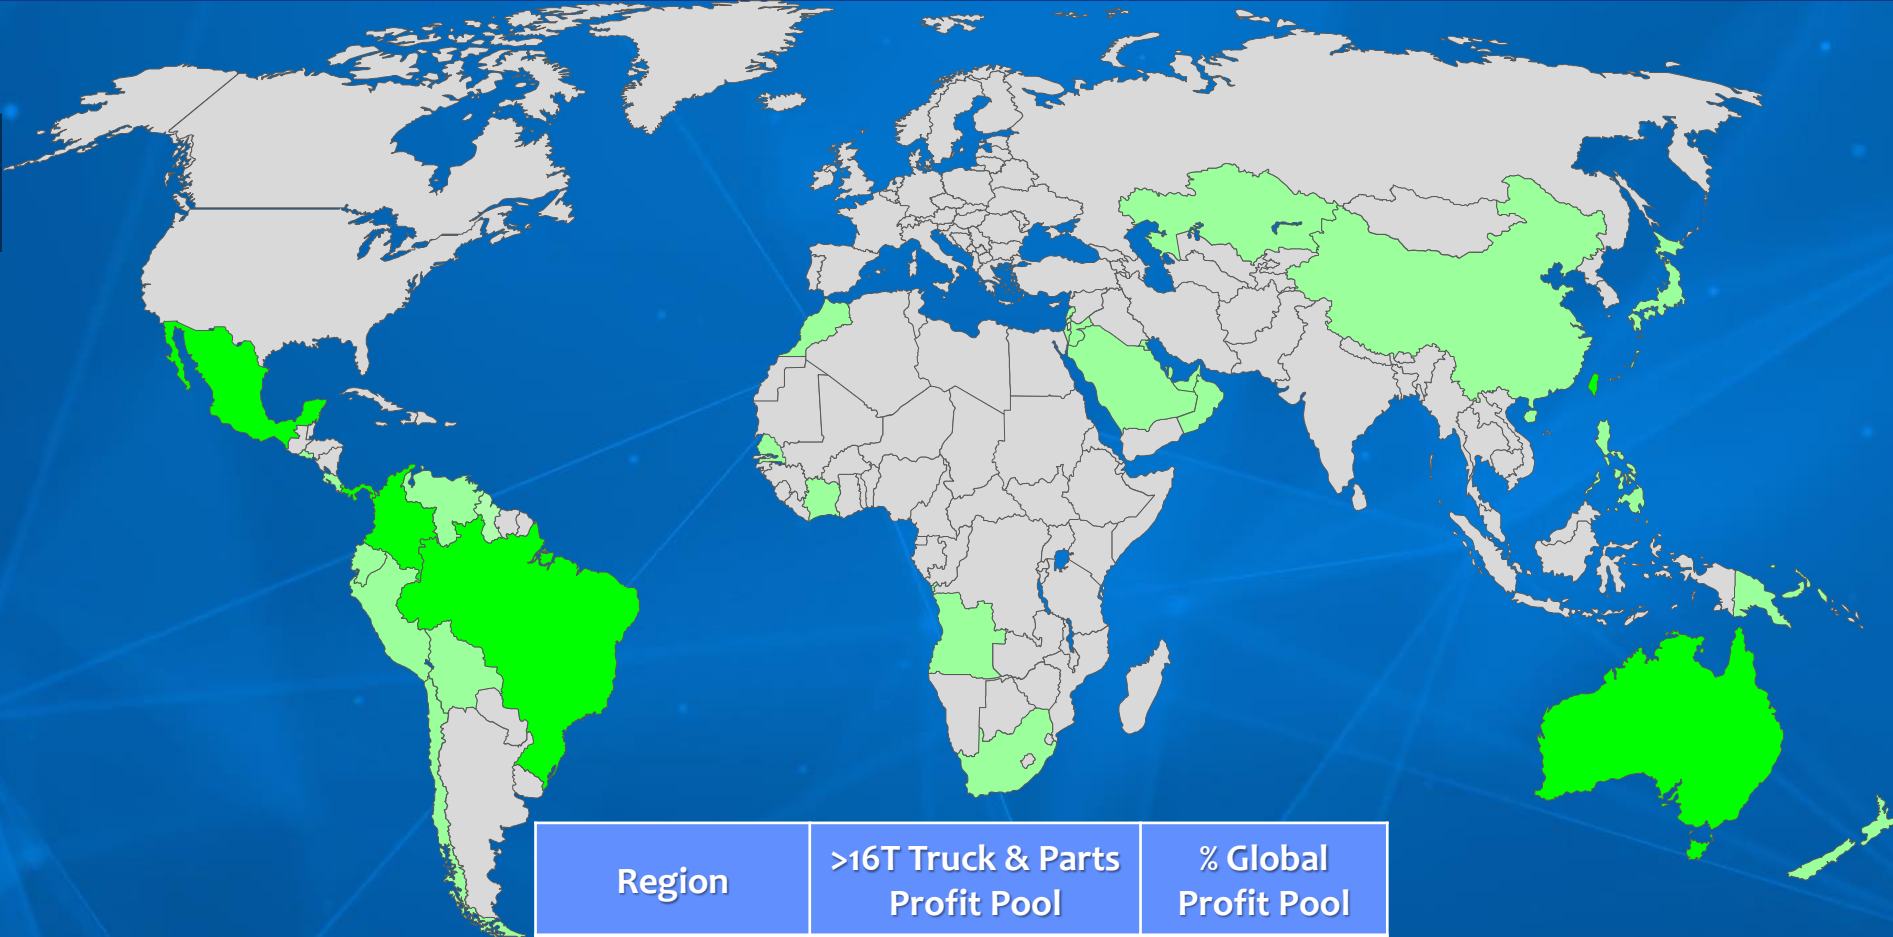 Region
>16T Truck & Parts
Profit Pool
% Global
Profit Pool